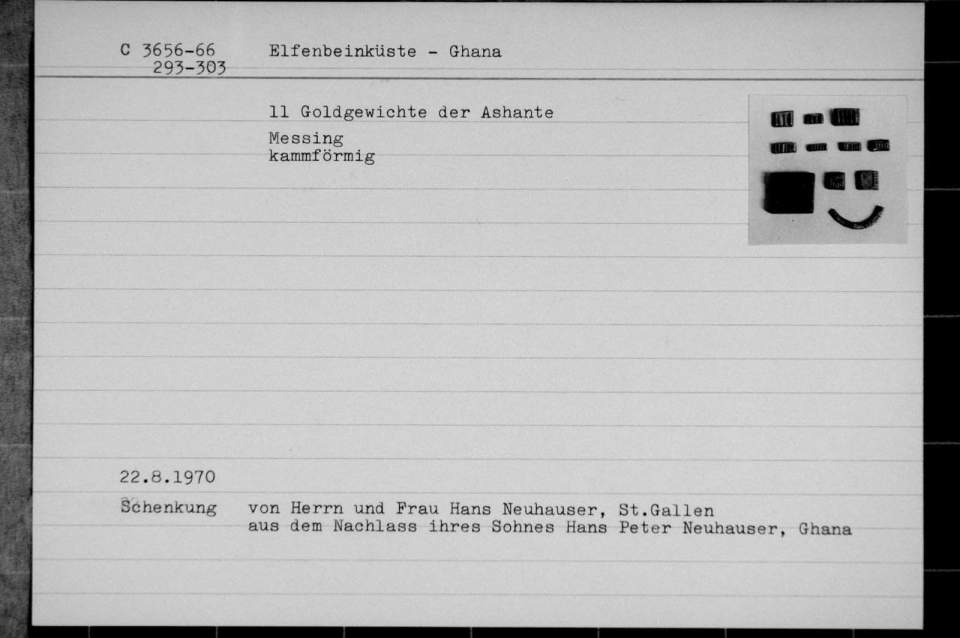 C 3656-66 Elfenbeinküste - Ghana
293-303
11 Goldgewichte der Ashante
Messing
kammförmig
22.8.1970
Schenkung von Herrn und Frau Hans Neuhauser, St.Gallen
aus dem Nachlass ihres Sohnes Hans Peter Neuhauser, Ghana